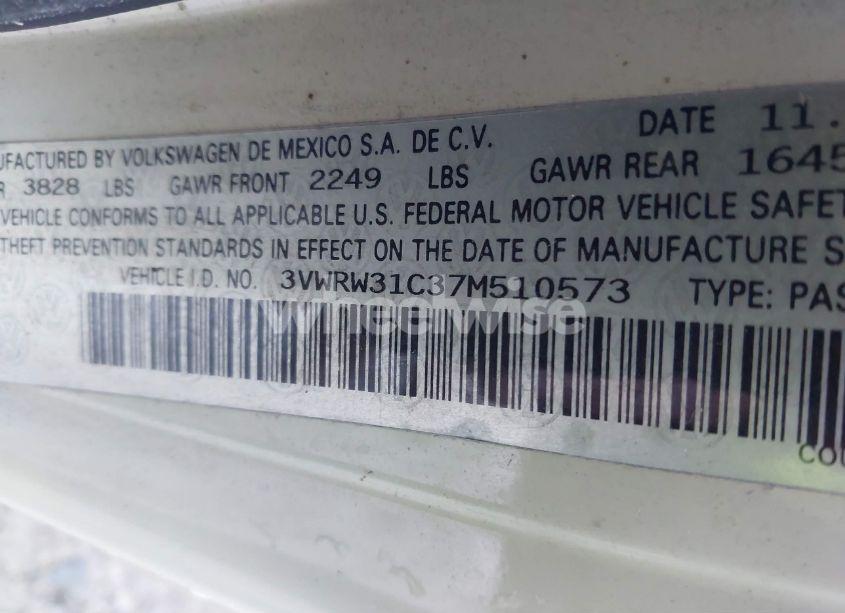 DATE 11.
UFACTURED BY VOLKSWAGEN DE MEXICO S.A. DE C.V.
R 3828 LBS GAWR FRONT 2249 LBS GAWR REAR 1645
VEHICLE CONFORMS TO ALL APPLICABLE U.S. FEDERAL MOTOR VEHICLE SAFET
THEFT PREVENTION STANDARDS IN EFFECT ON THE DATE OF MANUFACTURE S
VEHICLE I.D. NO. 3VWRW31C37M510573 TYPE: PAS
wheelwise
COL